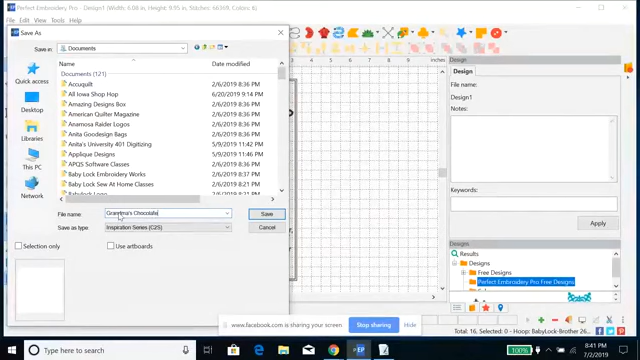 Perfect Embroidery Pro - Design1 (Width: 6.08 in, Height: 9.95 in, Stitches: 66369, Hoop:
Edit View Tools Help
Save As
Save in: Documents
inches
Design
Design
File name:
Design1
Notes:
Keywords:
Apply
Name Date modified
Documents (121)
Accuquilt 2/6/2019 8:36 PM
All Iowa Shop Hop 6/20/2019 9:14 PM
Amazing Designs Box 2/6/2019 8:36 PM
American Quilter Magazine 2/6/2019 8:36 PM
Anamosa Raider Logos 2/6/2019 8:36 PM
Anita Goodesign Bags 2/6/2019 8:36 PM
Anita's University 401 Digitizing 5/9/2019 11:42 PM
Applique Designs 5/9/2019 11:46 PM
APQS Software Classes 2/6/2019 8:36 PM
Baby Lock Embroidery Works 2/6/2019 8:37 PM
Baby Lock Sew At Home Classes 2/6/2019 8:36 PM
Quick access
Desktop
Libraries
This PC
Network
File name Grandma's Chocolate Save
Save as type: Inspiration Series (C2S) Cancel
Selection only Use artboards
Designs
Results
Designs
Free Designs
Perfect Embroidery Pro Free Designs
www.facebook.com is sharing your screen. Stop sharing Hide
Total: 16, Selected: 0 - Hoop: BabyLock-Brother 26
Type here to search
100%
8:41 PM
7/2/2019